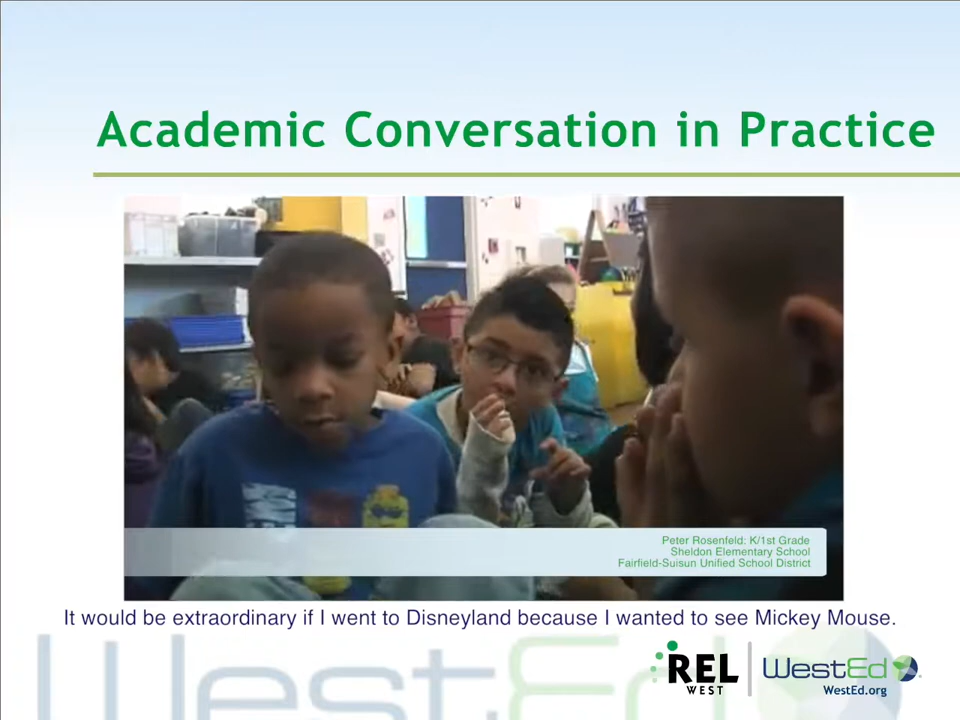 Academic Conversation in Practice
Peter Rosenfeld: K/1st Grade
Sheldon Elementary School
Fairfield-Suisun Unified School District
It would be extraordinary if I went to Disneyland because I wanted to see Mickey Mouse.
WestEd
REL
WEST
WestEd
WestEd.org